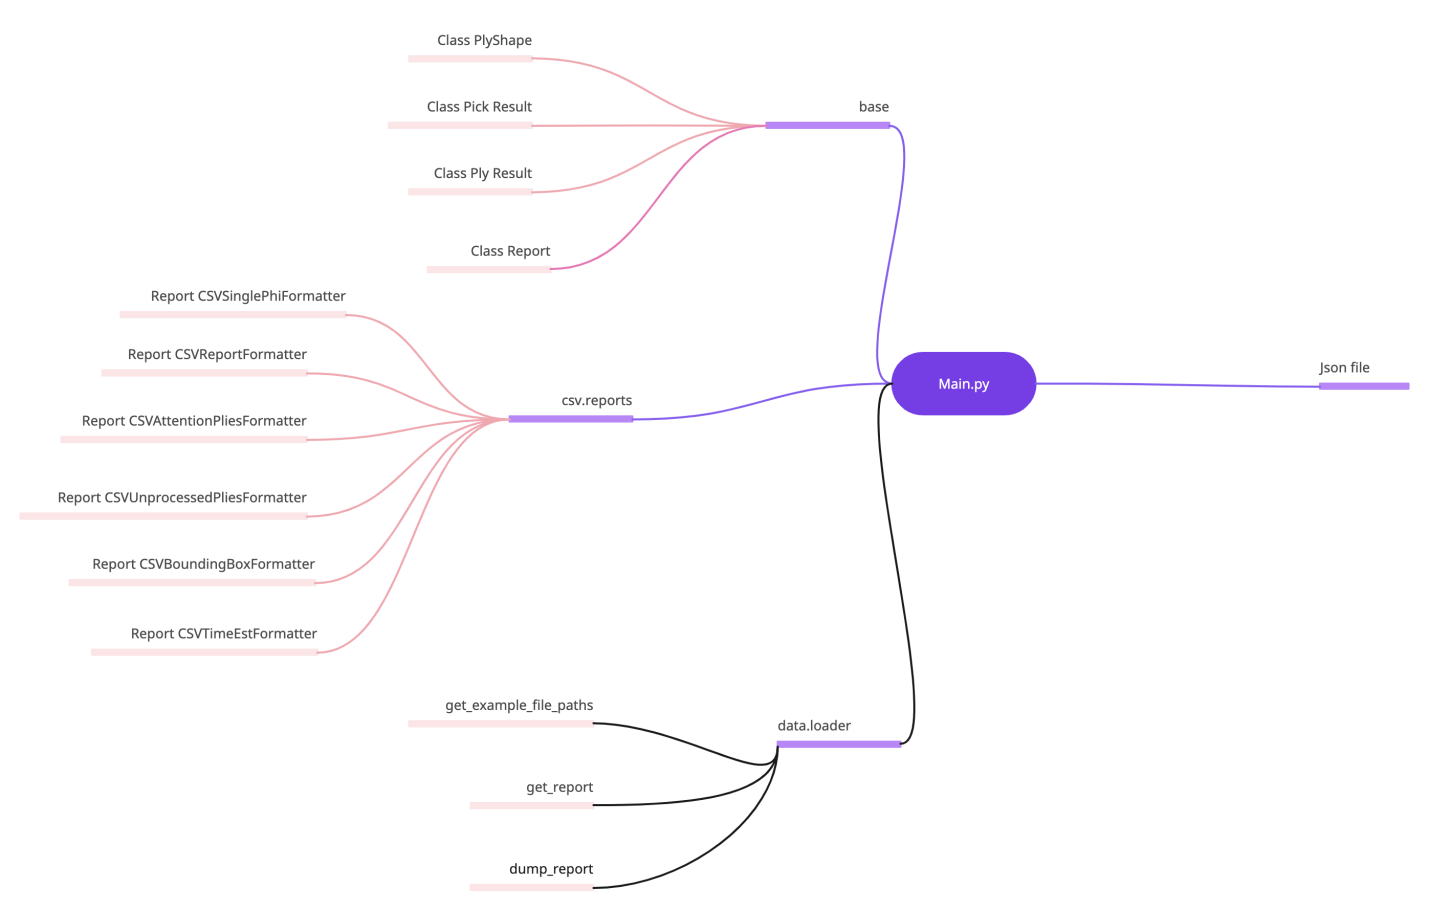 Class PlyShape
Class Pick Result
base
Class Ply Result
Class Report
Report CSVSinglePhiFormatter
Report CSVReportFormatter
Report CSVAttentionPliesFormatter
csv.reports
Report CSVUnprocessedPliesFormatter
Report CSVBoundingBoxFormatter
Report CSVTimeEstFormatter
Main.py
Json file
get_example_file_paths
data.loader
get_report
dump_report